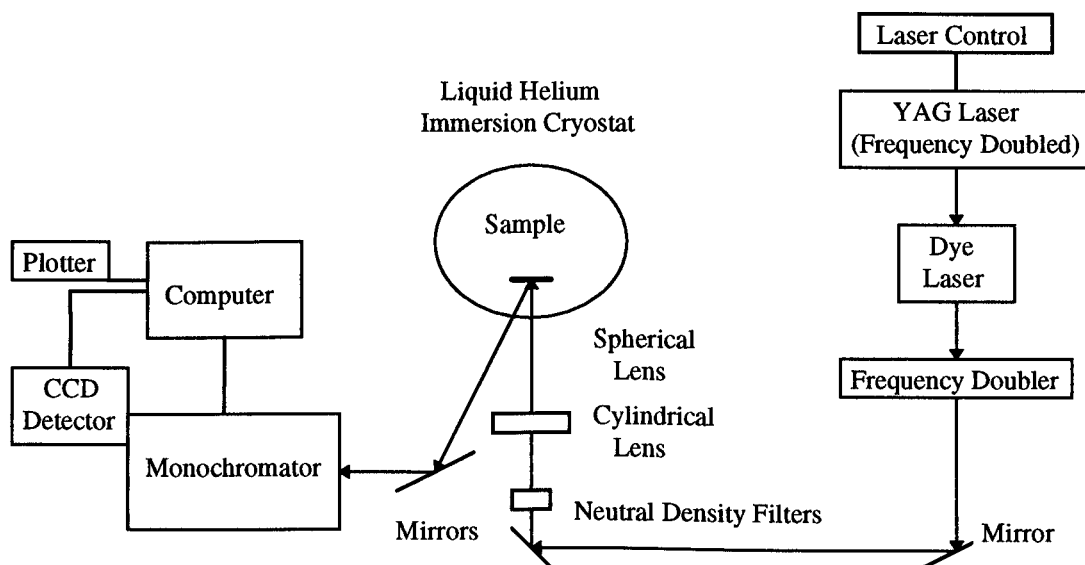 Laser Control
Liquid Helium
Immersion Cryostat
YAG Laser
(Frequency Doubled)
Sample
Dye
Laser
Plotter
Computer
Spherical
Lens
Frequency Doubler
CCD
Detector
Cylindrical
Lens
Monochromator
Neutral Density Filters
Mirrors
Mirror